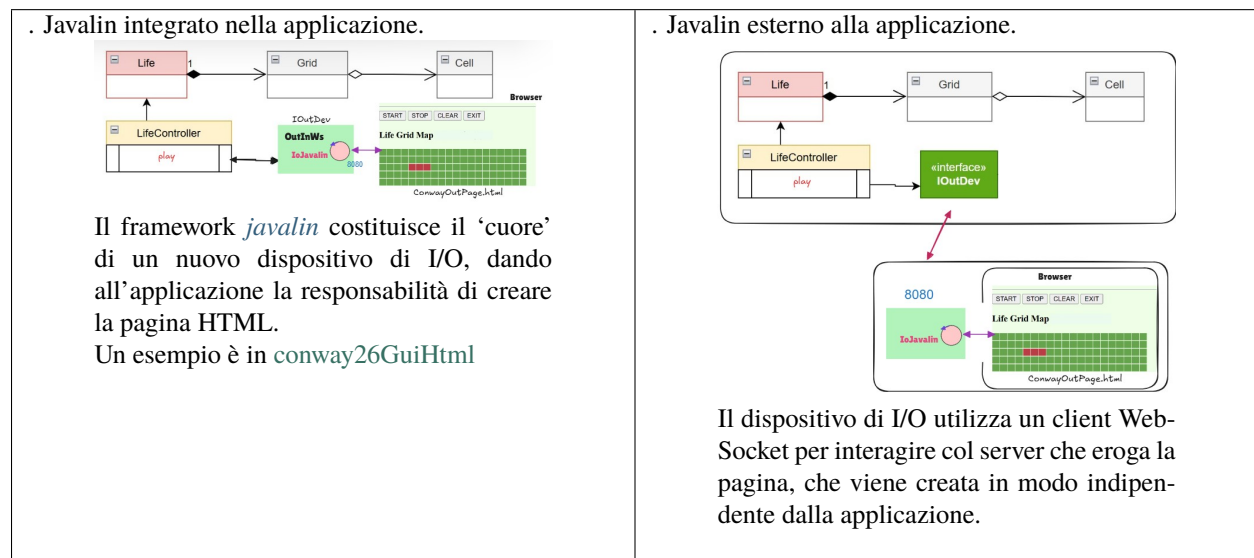 . Javalin integrato nella applicazione.
Life
1
Grid
Cell
Browser
LifeController
play
IOutDev
OutInWs
IoJavalin
8080
START STOP CLEAR EXIT
Life Grid Map
ConwayOutPage.html
Il framework javalin costituisce il ‘cuore’
di un nuovo dispositivo di I/O, dando
all’applicazione la responsabilità di creare
la pagina HTML.
Un esempio è in conway26GuiHtml
. Javalin esterno alla applicazione.
Life
1
Grid
Cell
LifeController
play
«interface»
IOutDev
Browser
8080
START STOP CLEAR EXIT
Life Grid Map
IoJavalin
ConwayOutPage.html
Il dispositivo di I/O utilizza un client Web-
Socket per interagire col server che eroga la
pagina, che viene creata in modo indipen-
dente dalla applicazione.